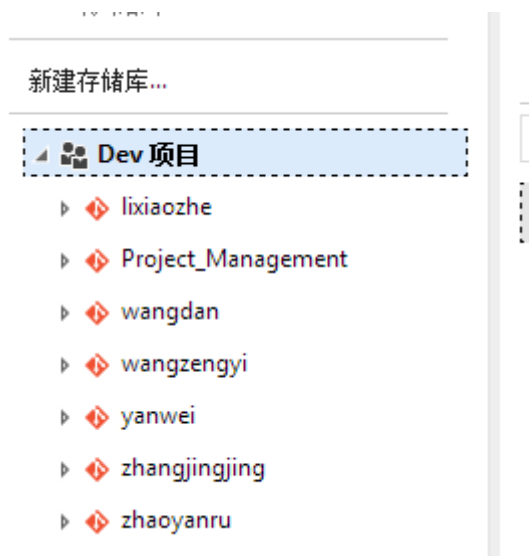 新建存储库...
Dev 项目
lixiaozhe
Project_Management
wangdan
wangzengyi
yanwei
zhangjingjing
zhaoyanru